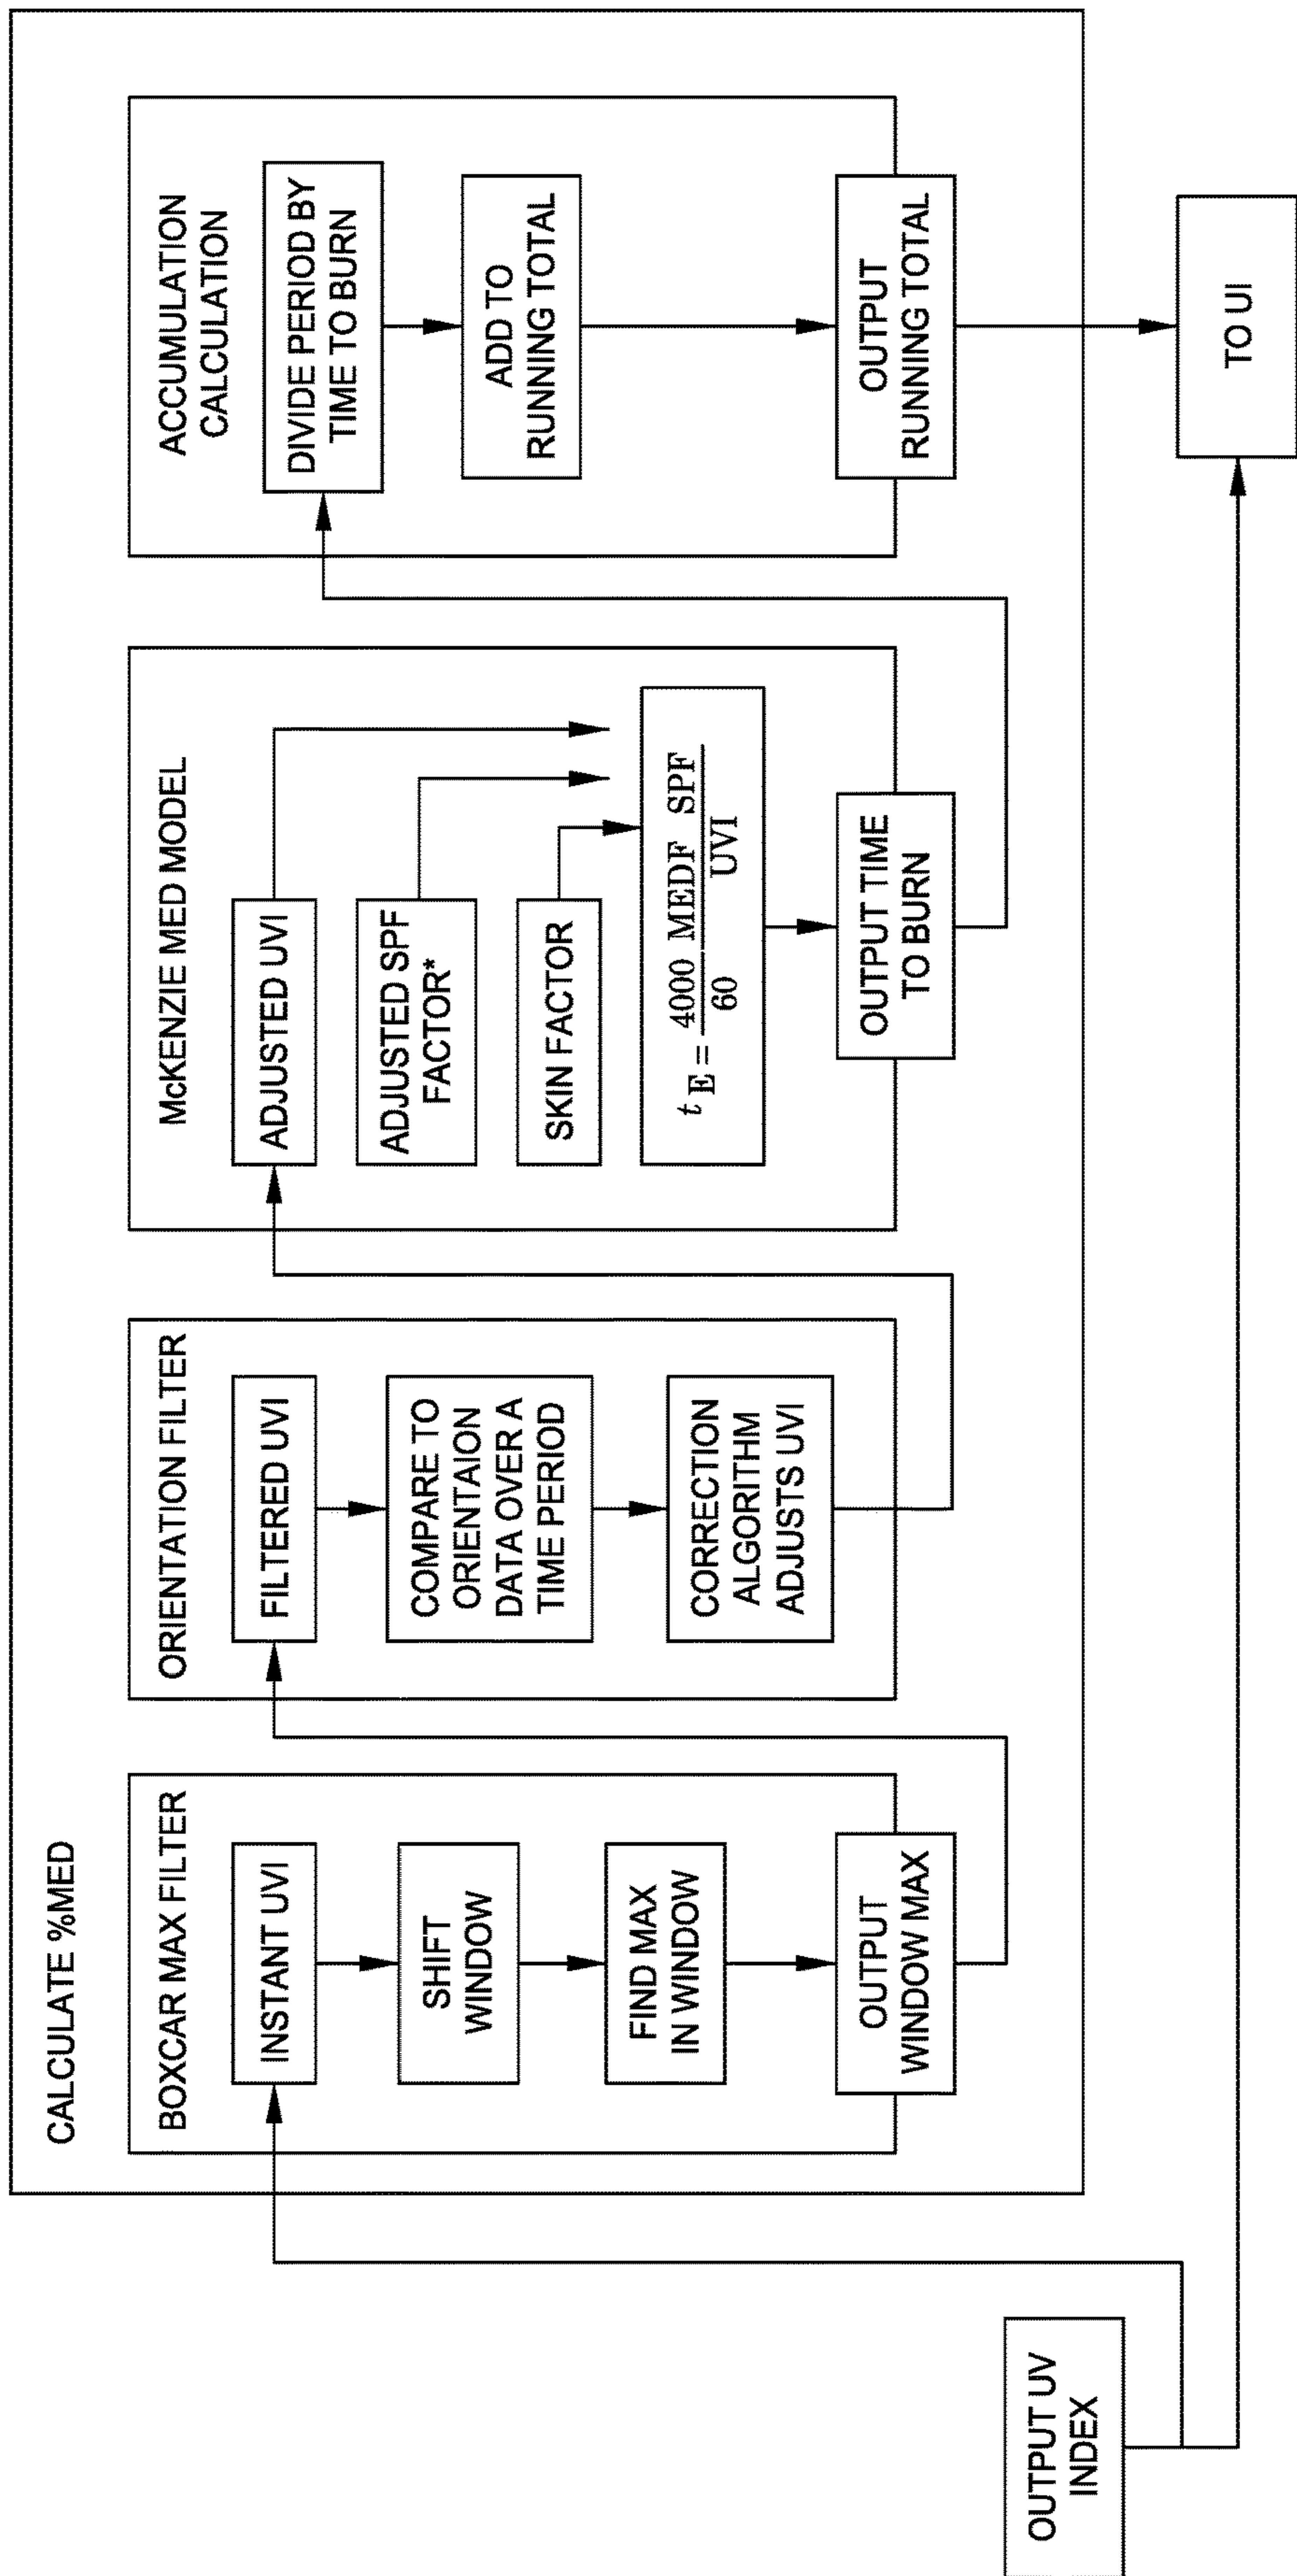 CALCULATE %MED
BOXCAR MAX FILTER
INSTANT UVI
SHIFT
WINDOW
FIND MAX
IN WINDOW
OUTPUT
WINDOW MAX
ORIENTATION FILTER
FILTERED UVI
COMPARE TO
ORIENTAION
DATA OVER A
TIME PERIOD
CORRECTION
ALGORITHM
ADJUSTS UVI
McKENZIE MED MODEL
ADJUSTED UVI
ADJUSTED SPF
FACTOR*
SKIN FACTOR
t E = 4000 MEDF SPF
60 UVI
OUTPUT TIME
TO BURN
ACCUMULATION
CALCULATION
DIVIDE PERIOD BY
TIME TO BURN
ADD TO
RUNNING TOTAL
OUTPUT
RUNNING TOTAL
OUTPUT UV
INDEX
TO UI